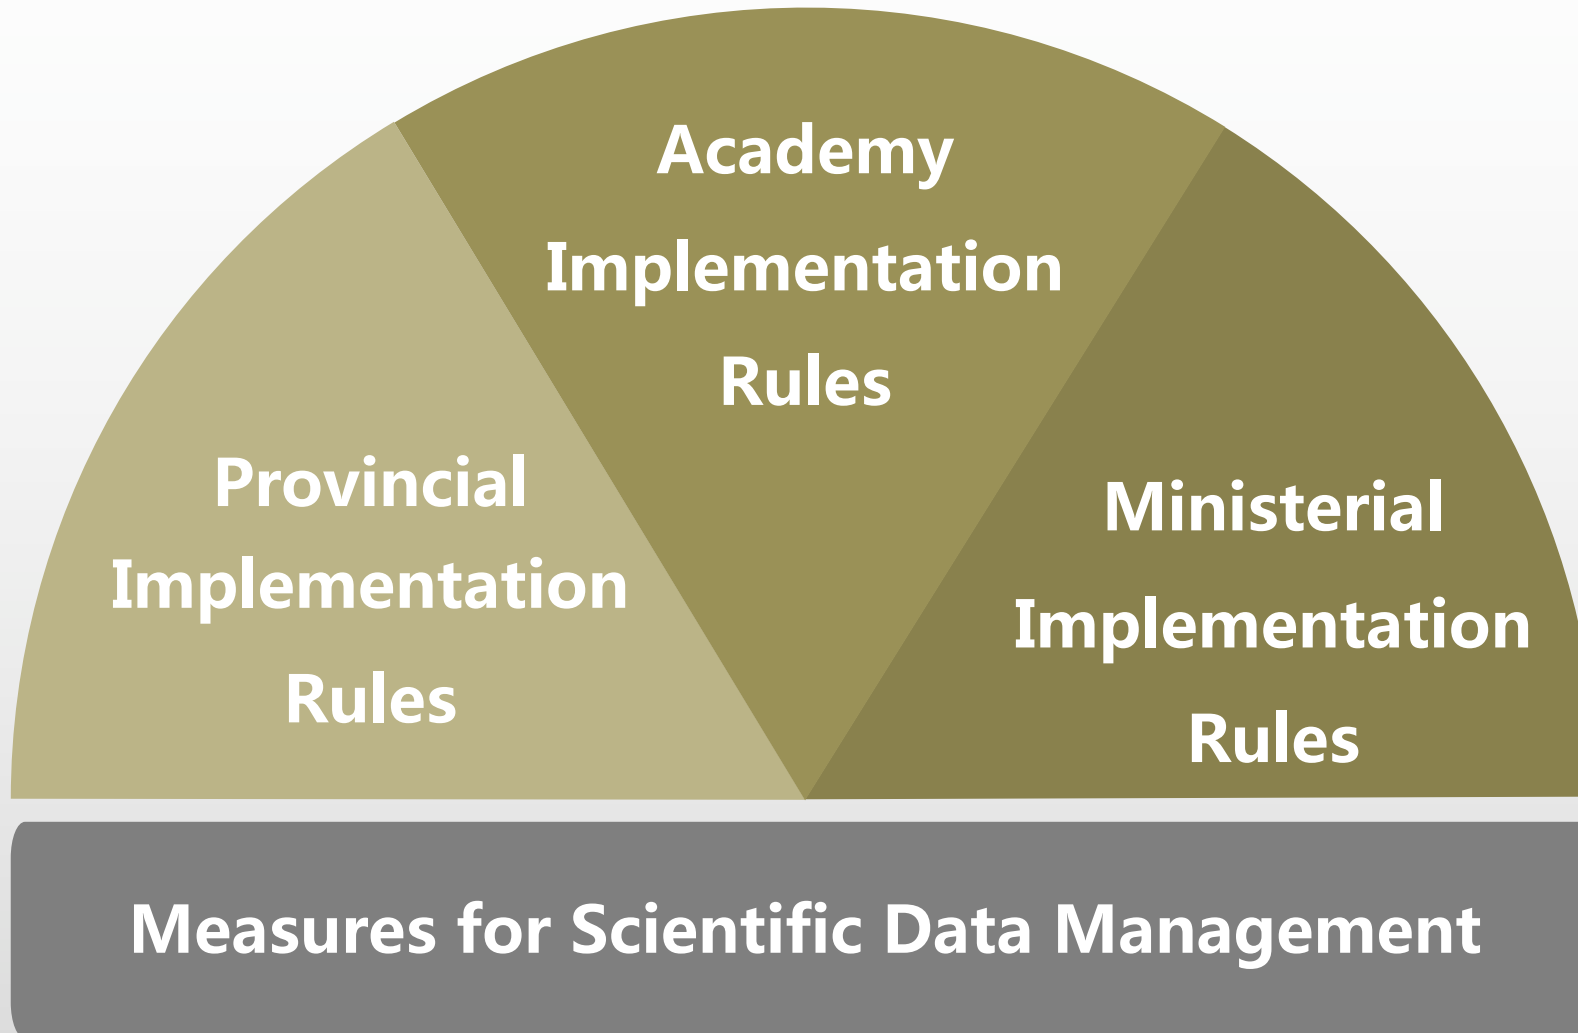 Academy
Implementation
Rules
Provincial
Implementation
Rules
Ministerial
Implementation
Rules
Measures for Scientific Data Management